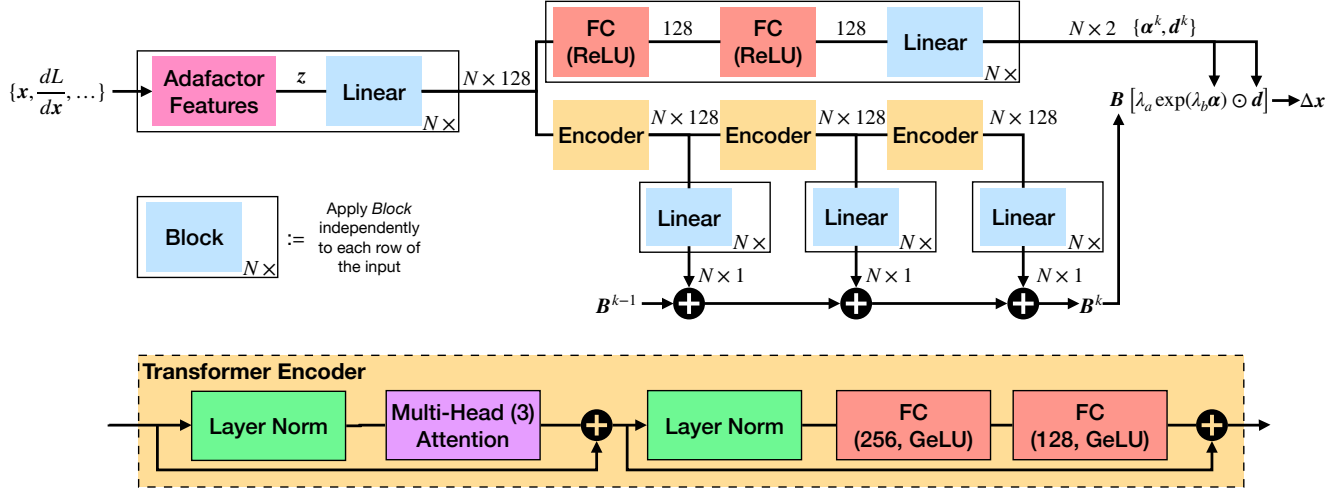 {x, dL/dx, …}
Adafactor
Features
z
Linear
N ×
N × 128
FC
(ReLU)
128
FC
(ReLU)
128
Linear
N ×
N × 2
{α^k, d^k}
B [λ_a exp(λ_b α) ⊙ d]
Δx
Encoder
N × 128
Encoder
N × 128
Encoder
N × 128
Linear
N ×
Linear
N ×
Linear
N ×
N × 1
N × 1
N × 1
B^{k−1}
B^k
Block
N ×
:=
Apply Block
independently
to each row of
the input
Transformer Encoder
Layer Norm
Multi-Head (3)
Attention
Layer Norm
FC
(256, GeLU)
FC
(128, GeLU)